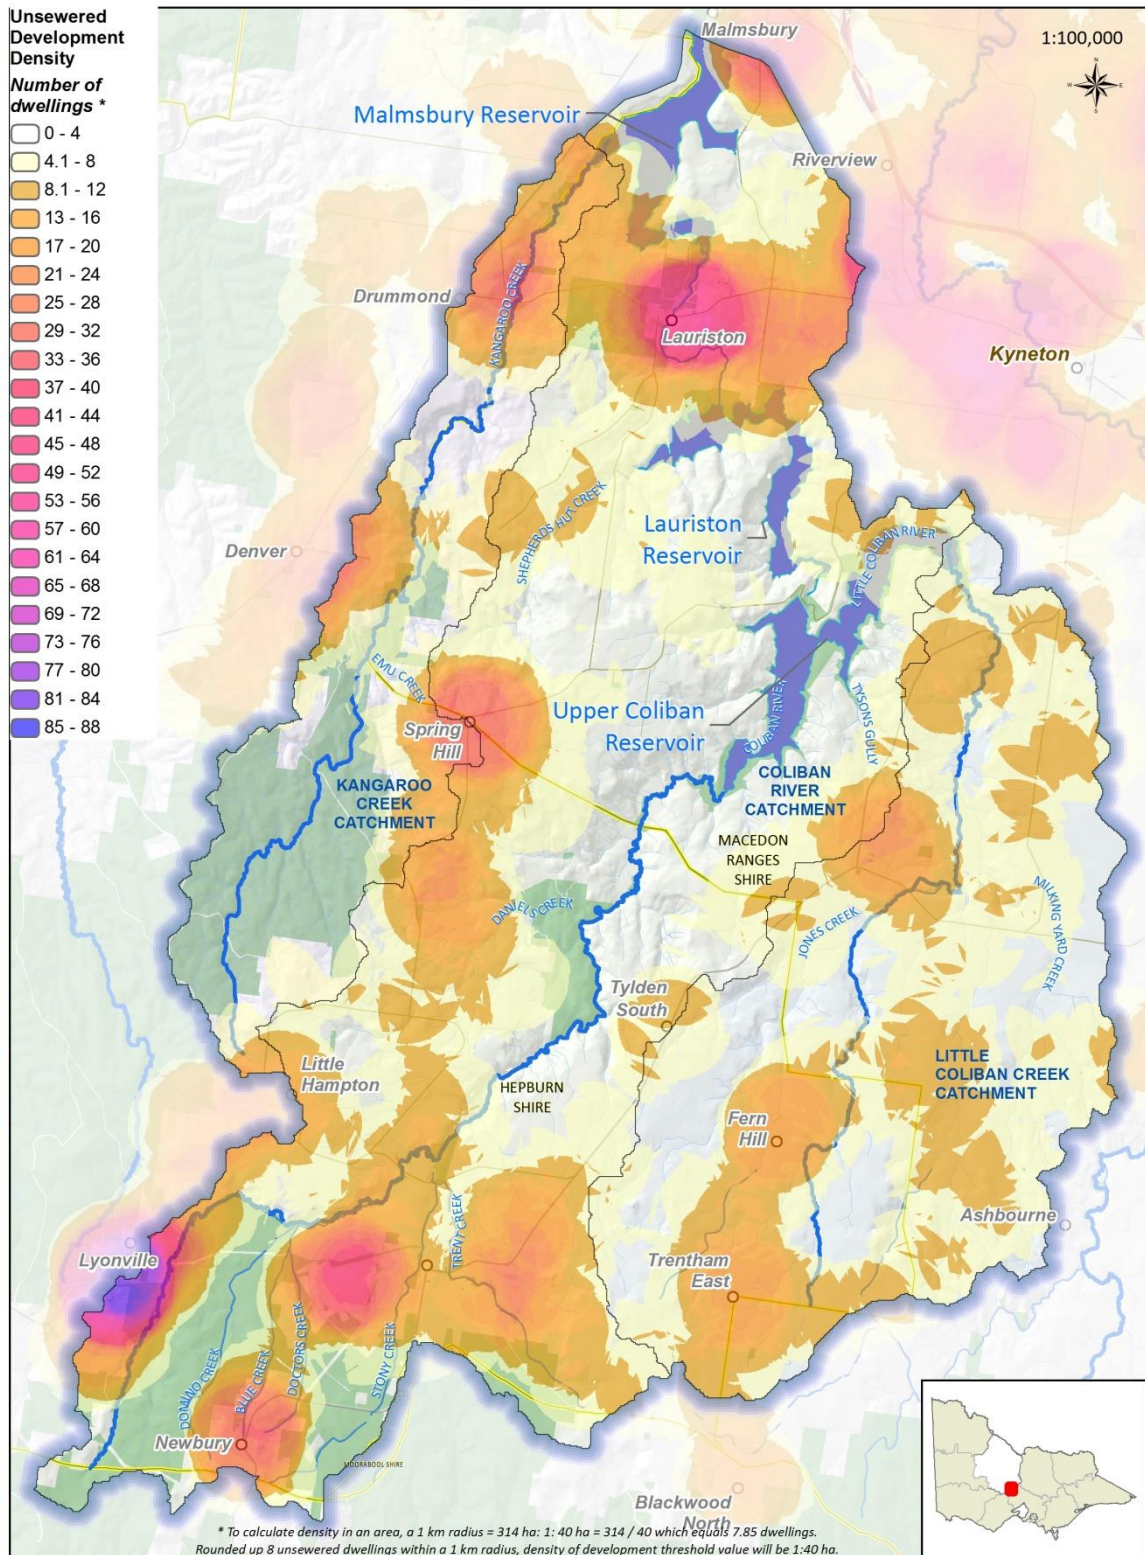 Unsewered
Development
Density
Number of
dwellings *
0 - 4
4.1 - 8
8.1 - 12
13 - 16
17 - 20
21 - 24
25 - 28
29 - 32
33 - 36
37 - 40
41 - 44
45 - 48
49 - 52
53 - 56
57 - 60
61 - 64
65 - 68
69 - 72
73 - 76
77 - 80
81 - 84
85 - 88
Malmsbury
1:100,000
N
W E
S
Malmsbury Reservoir
Riverview
Drummond
KANGAROO CREEK
Lauriston
Kyneton
SHEPHERDS HUT CREEK
Lauriston
Reservoir
Denver
LITTLE COLIBAN RIVER
EMU CREEK
Spring
Hill
Upper Coliban
Reservoir
COLIBAN RIVER
TYSONS GULLY
KANGAROO
CREEK
CATCHMENT
COLIBAN
RIVER
CATCHMENT
MACEDON
RANGES
SHIRE
DANIELS CREEK
JONES CREEK
MILKING YARD CREEK
Tylden
South
Little
Hampton
HEPBURN
SHIRE
LITTLE
COLIBAN CREEK
CATCHMENT
Fern
Hill
Ashbourne
Lyonville
TRENT CREEK
Trentham
East
DOMINO CREEK
BLUE CREEK
DOCTORS CREEK
STONY CREEK
Newbury
MOORABOOL SHIRE
Blackwood
North
* To calculate density in an area, a 1 km radius = 314 ha: 1: 40 ha = 314 / 40 which equals 7.85 dwellings.
Rounded up 8 unsewered dwellings within a 1 km radius, density of development threshold value will be 1:40 ha.